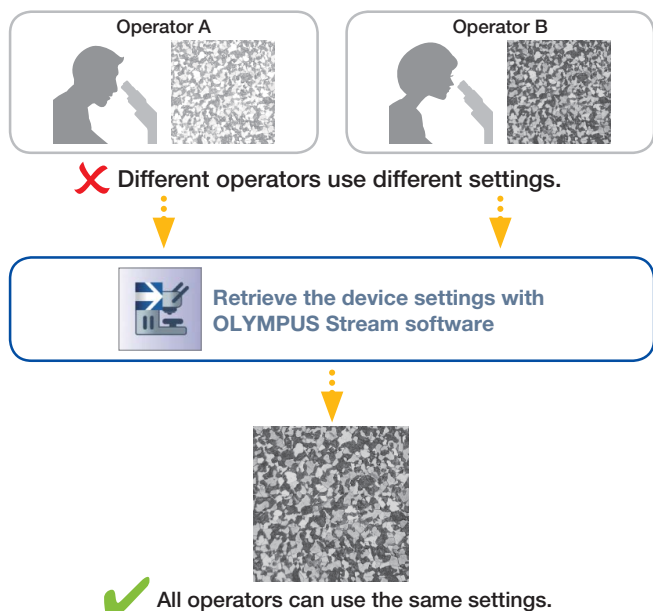 Operator A
Operator B
Different operators use different settings.
Retrieve the device settings with
OLYMPUS Stream software
All operators can use the same settings.